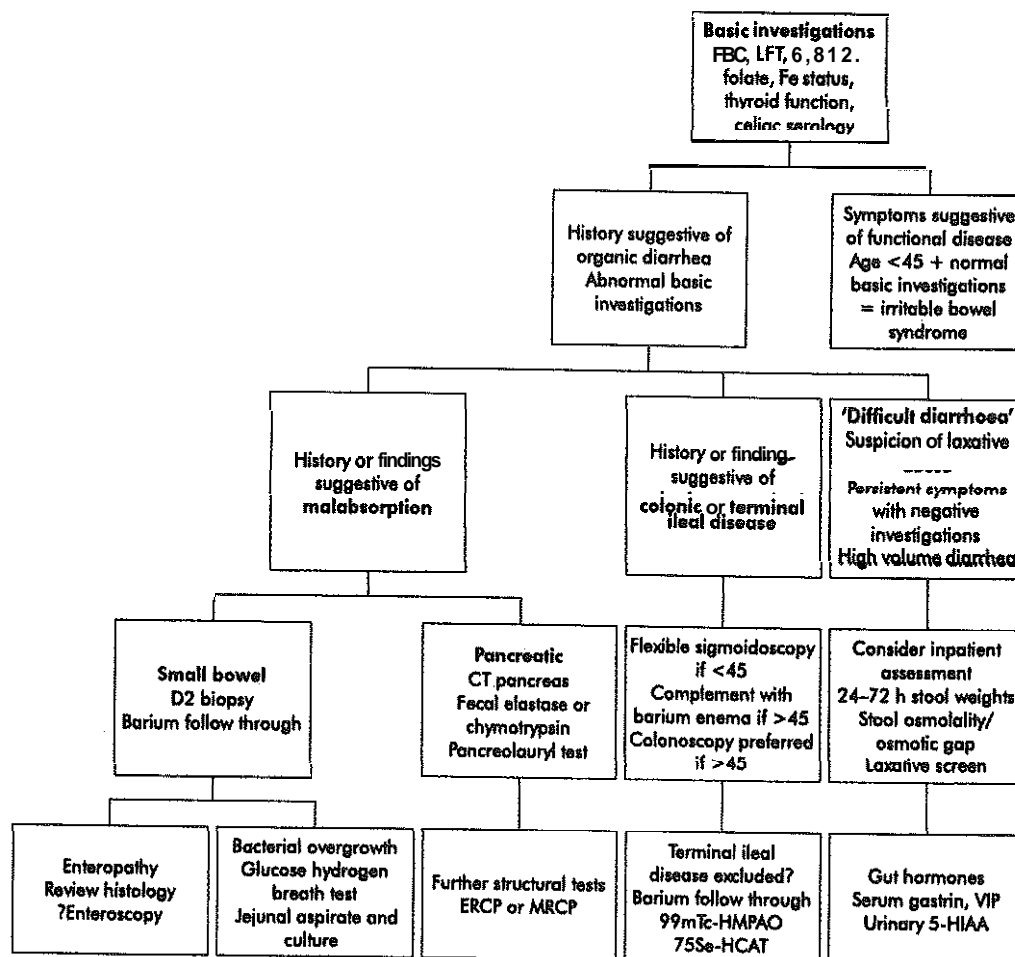 Basic investigations
FBC, LFT, 6,812.
folate, Fe status,
thyroid function,
celiac serology
History suggestive of
organic diarrhea
Abnormal basic
investigations
Symptoms suggestive
of functional disease
Age <45 + normal
basic investigations
= irritable bowel
syndrome
History or findings
suggestive of
malabsorption
History or finding
suggestive of
colonic or terminal
ileal disease
'Difficult diarrhoea'
Suspicion of laxative
Persistent symptoms
with negative
investigations
High volume diarrhea
Small bowel
D2 biopsy
Barium follow through
Pancreatic
CT pancreas
Fecal elastase or
chymotrypsin
Pancreolauryl test
Flexible sigmoidoscopy
if <45
Complement with
barium enema if >45
Colonoscopy preferred
if >45
Consider inpatient
assessment
24–72 h stool weights
Stool osmolality/
osmotic gap
Laxative screen
Enteropathy
Review histology
?Enteroscopy
Bacterial overgrowth
Glucose hydrogen
breath test
Jejunal aspirate and
culture
Further structural tests
ERCP or MRCP
Terminal ileal
disease excluded?
Barium follow through
99mTc-HMPAO
75Se-HCAT
Gut hormones
Serum gastrin, VIP
Urinary 5-HIAA